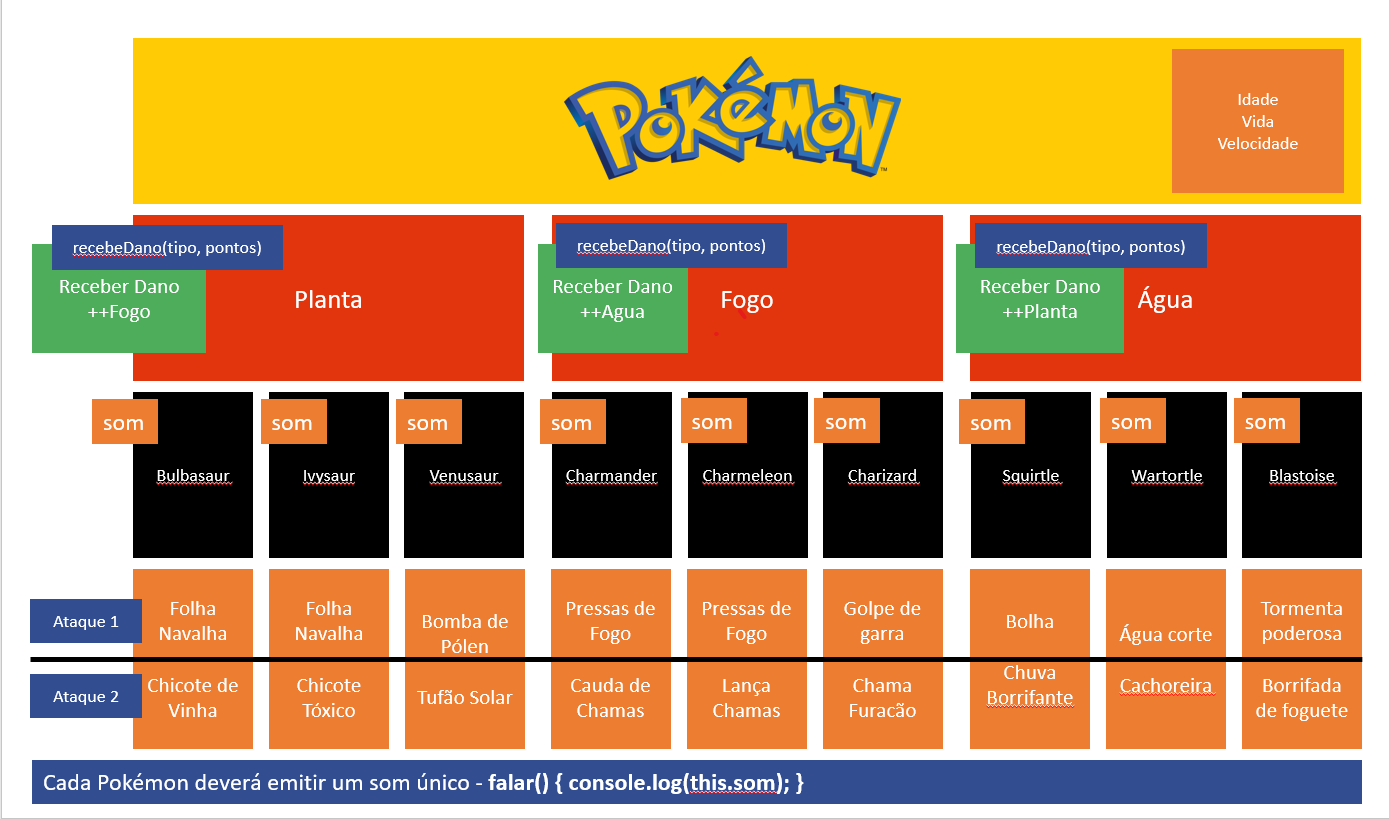 POKéMON
™
Idade
Vida
Velocidade
recebeDano(tipo, pontos)
Receber Dano
++Fogo
Planta
recebeDano(tipo, pontos)
Receber Dano
++Agua
Fogo
recebeDano(tipo, pontos)
Receber Dano
++Planta
Água
som
Bulbasaur
som
Ivysaur
som
Venusaur
som
Charmander
som
Charmeleon
som
Charizard
som
Squirtle
som
Wartortle
som
Blastoise
Ataque 1
Folha
Navalha
Folha
Navalha
Bomba de
Pólen
Pressas de
Fogo
Pressas de
Fogo
Golpe de
garra
Bolha
Água corte
Tormenta
poderosa
Ataque 2
Chicote de
Vinha
Chicote
Tóxico
Tufão Solar
Cauda de
Chamas
Lança
Chamas
Chama
Furacão
Chuva
Borrifante
Cachoreira
Borrifada
de foguete
Cada Pokémon deverá emitir um som único - falar() { console.log(this.som); }